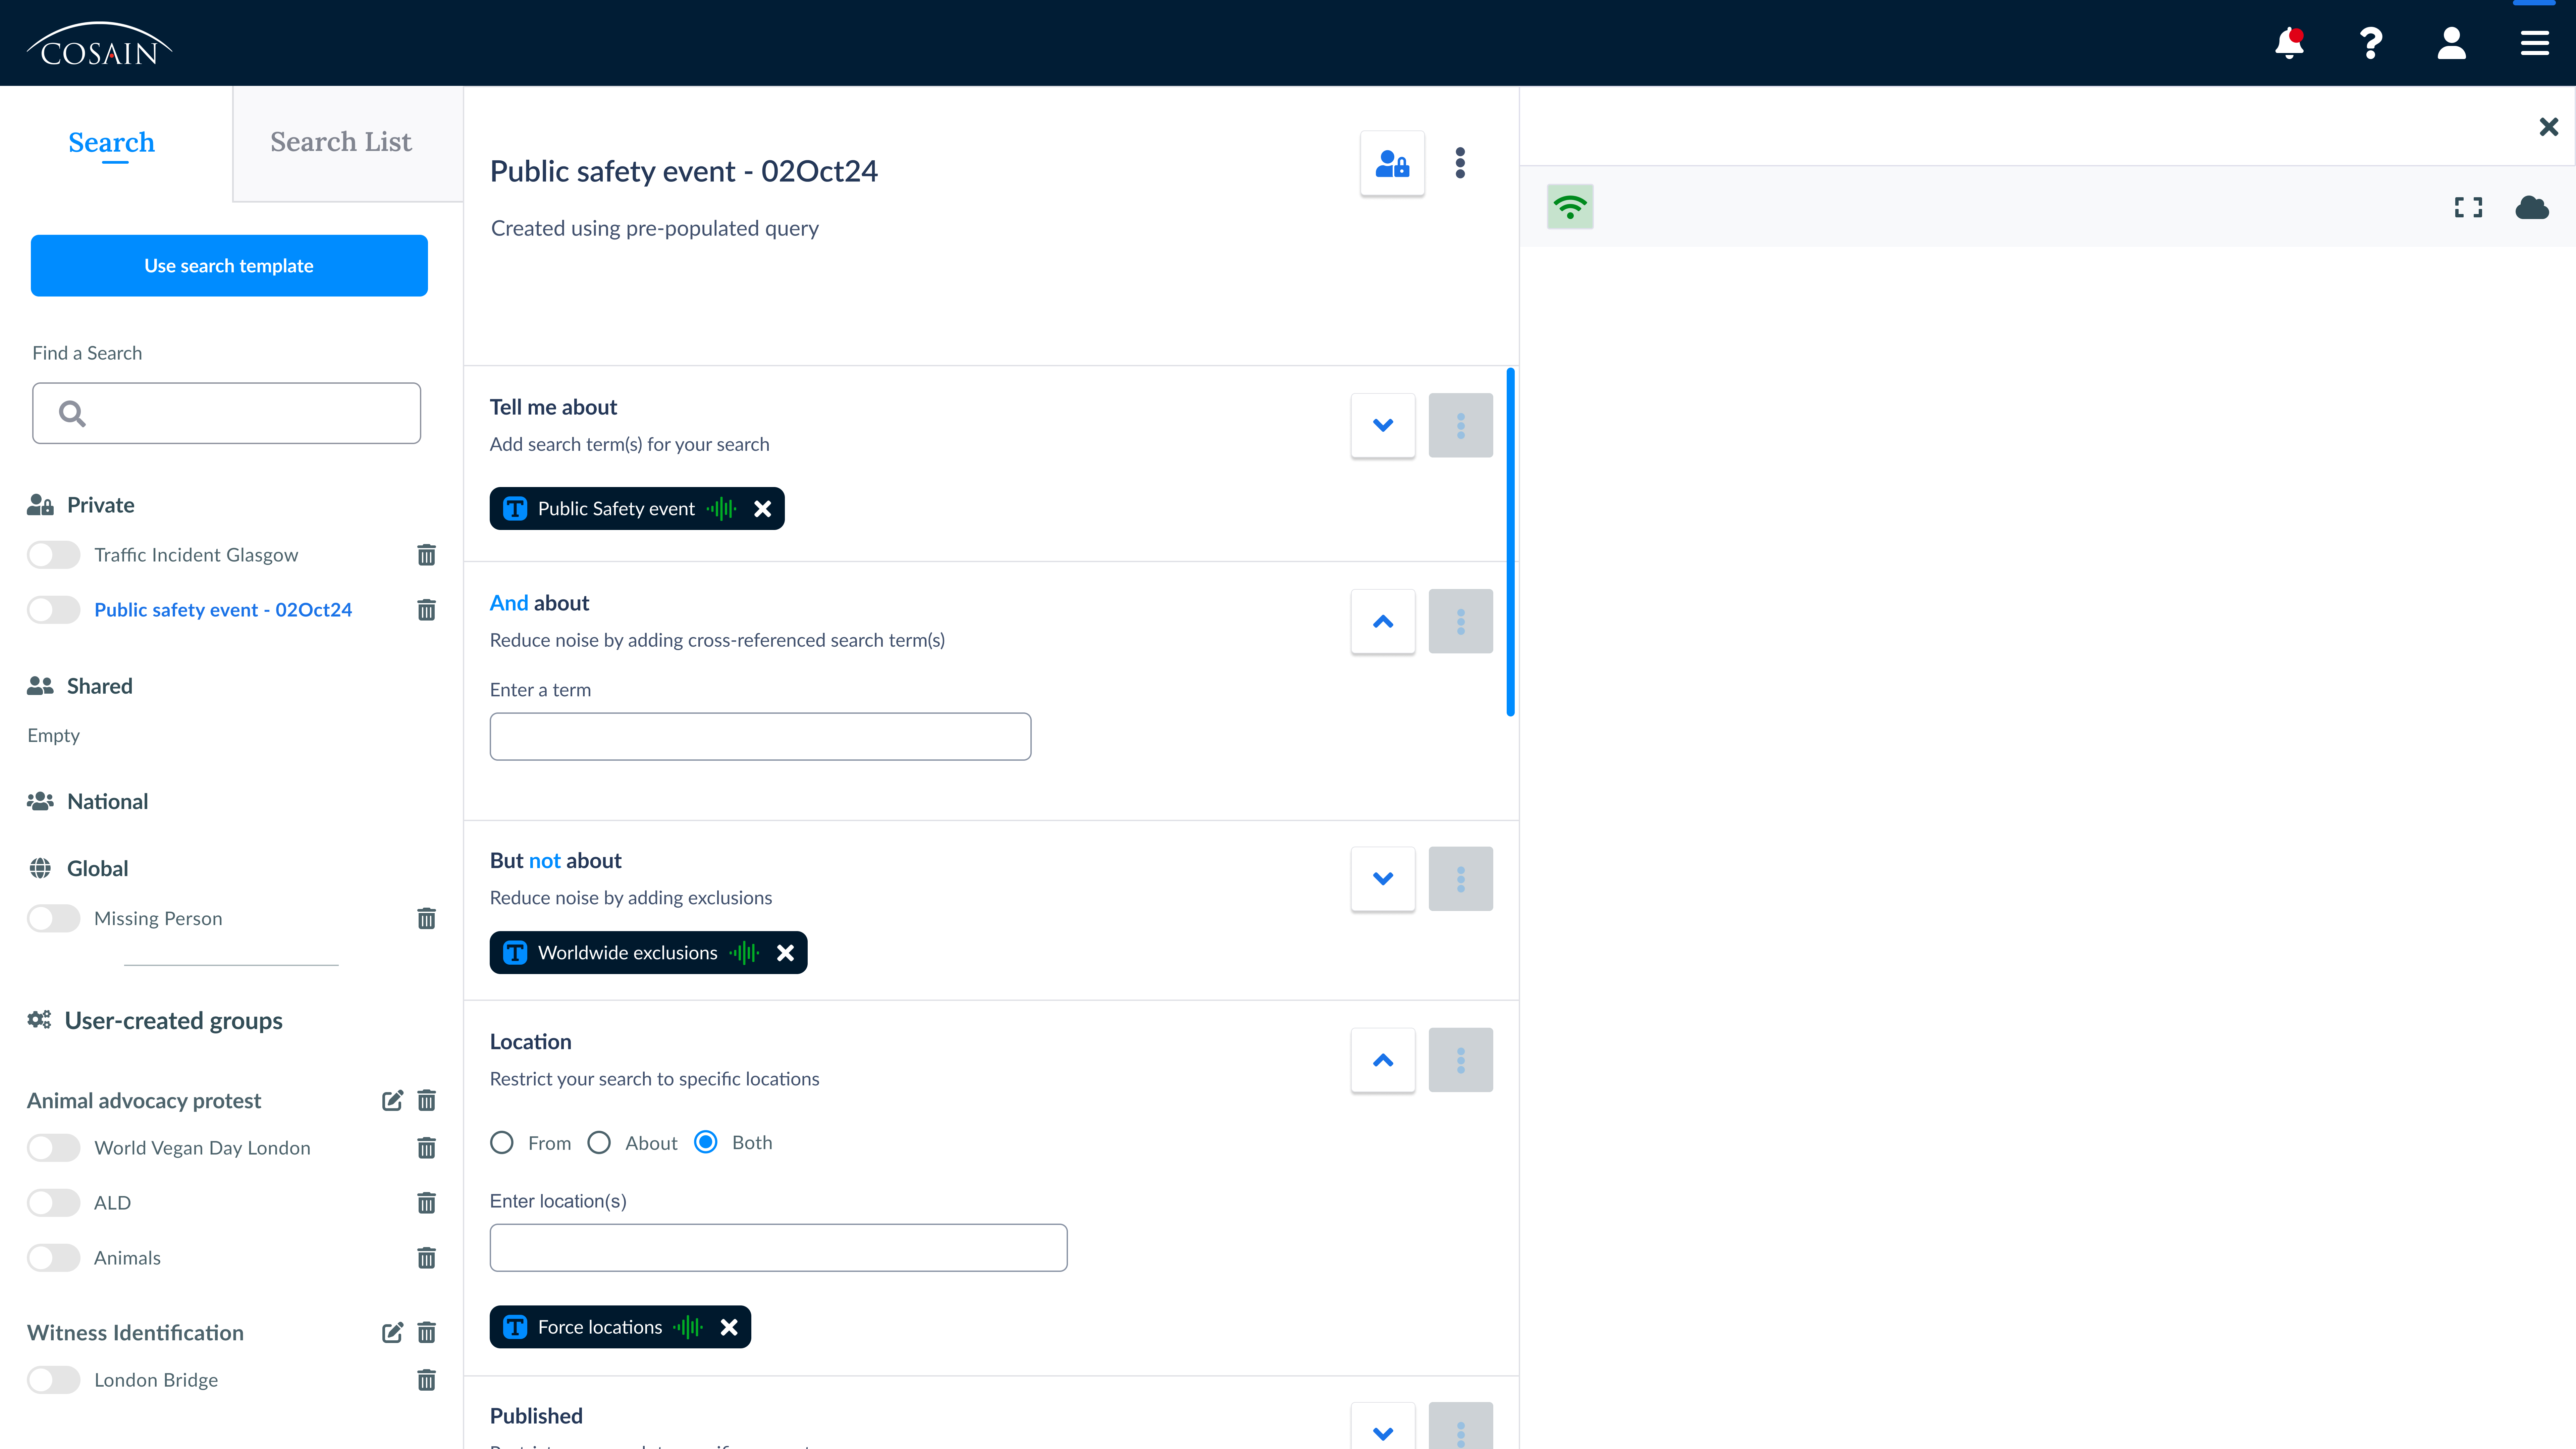 COSAIN
Search
Search List
Use search template
Find a Search
Private
Traffic Incident Glasgow
Public safety event - 02Oct24
Shared
Empty
National
Global
Missing Person
User-created groups
Animal advocacy protest
World Vegan Day London
ALD
Animals
Witness Identification
London Bridge
Public safety event - 02Oct24
Created using pre-populated query
Tell me about
Add search term(s) for your search
T Public Safety event
And about
Reduce noise by adding cross-referenced search term(s)
Enter a term
But not about
Reduce noise by adding exclusions
T Worldwide exclusions
Location
Restrict your search to specific locations
From About Both
Enter location(s)
T Force locations
Published